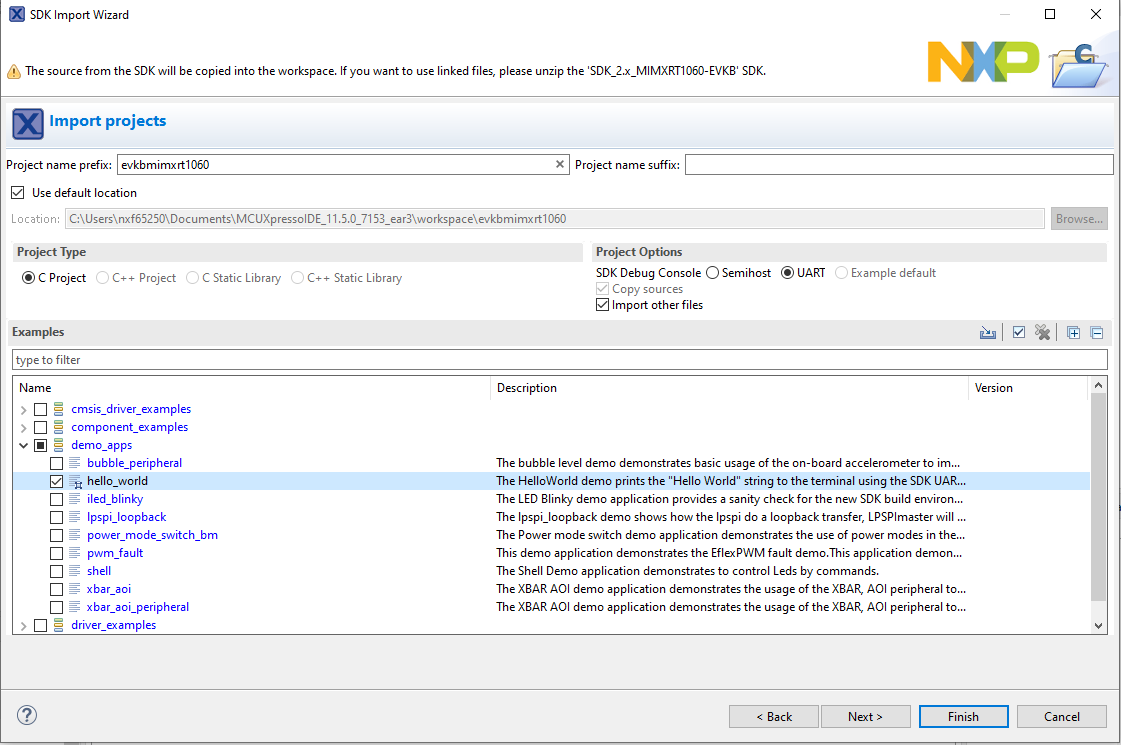 SDK Import Wizard
The source from the SDK will be copied into the workspace. If you want to use linked files, please unzip the 'SDK_2.x_MIMXRT1060-EVKB' SDK.
NXP
C
Import projects
Project name prefix: evkbmimxrt1060 Project name suffix:
Use default location
Location: C:\Users\nxf65250\Documents\MCUXpressoIDE_11.5.0_7153_ear3\workspace\evkbmimxrt1060 Browse...
Project Type Project Options
C Project C++ Project C Static Library C++ Static Library SDK Debug Console Semihost UART Example default
Copy sources
Import other files
Examples
type to filter
Name Description Version
cmsis_driver_examples
component_examples
demo_apps
bubble_peripheral The bubble level demo demonstrates basic usage of the on-board accelerometer to im...
hello_world The HelloWorld demo prints the "Hello World" string to the terminal using the SDK UAR...
iled_blinky The LED Blinky demo application provides a sanity check for the new SDK build environ...
lpspi_loopback The lpspi_loopback demo shows how the lpspi do a loopback transfer, LPSPImaster will ...
power_mode_switch_bm The Power mode switch demo application demonstrates the use of power modes in the...
pwm_fault This demo application demonstrates the EflexPWM fault demo.This application demon...
shell The Shell Demo application demonstrates to control Leds by commands.
xbar_aoi The XBAR AOI demo application demonstrates the usage of the XBAR, AOI peripheral to...
xbar_aoi_peripheral The XBAR AOI demo application demonstrates the usage of the XBAR, AOI peripheral to...
driver_examples
< Back Next > Finish Cancel